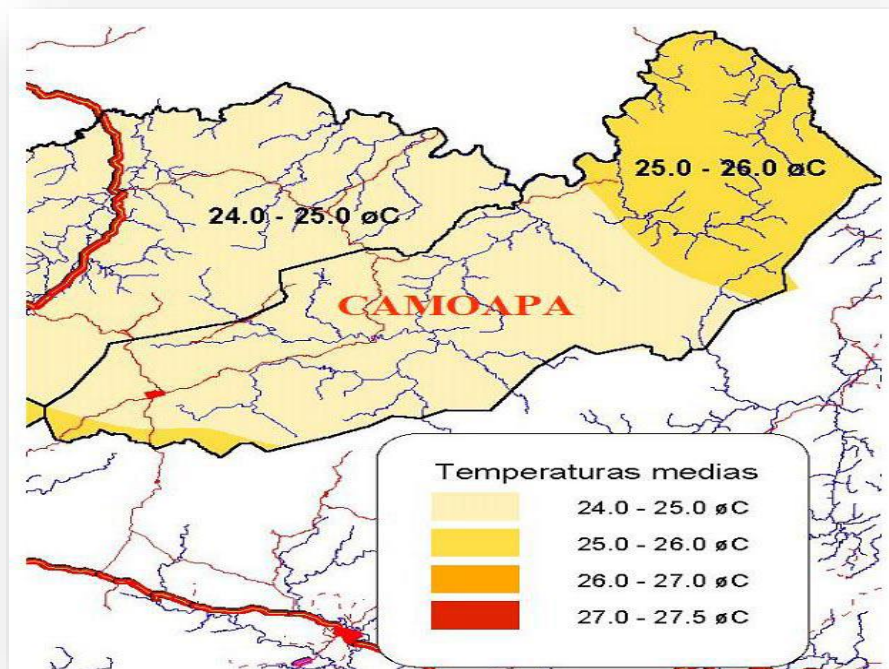 25.0 - 26.0 øC
24.0 - 25.0 øC
CAMOAPA
Temperaturas medias
24.0 - 25.0 øC
25.0 - 26.0 øC
26.0 - 27.0 øC
27.0 - 27.5 øC